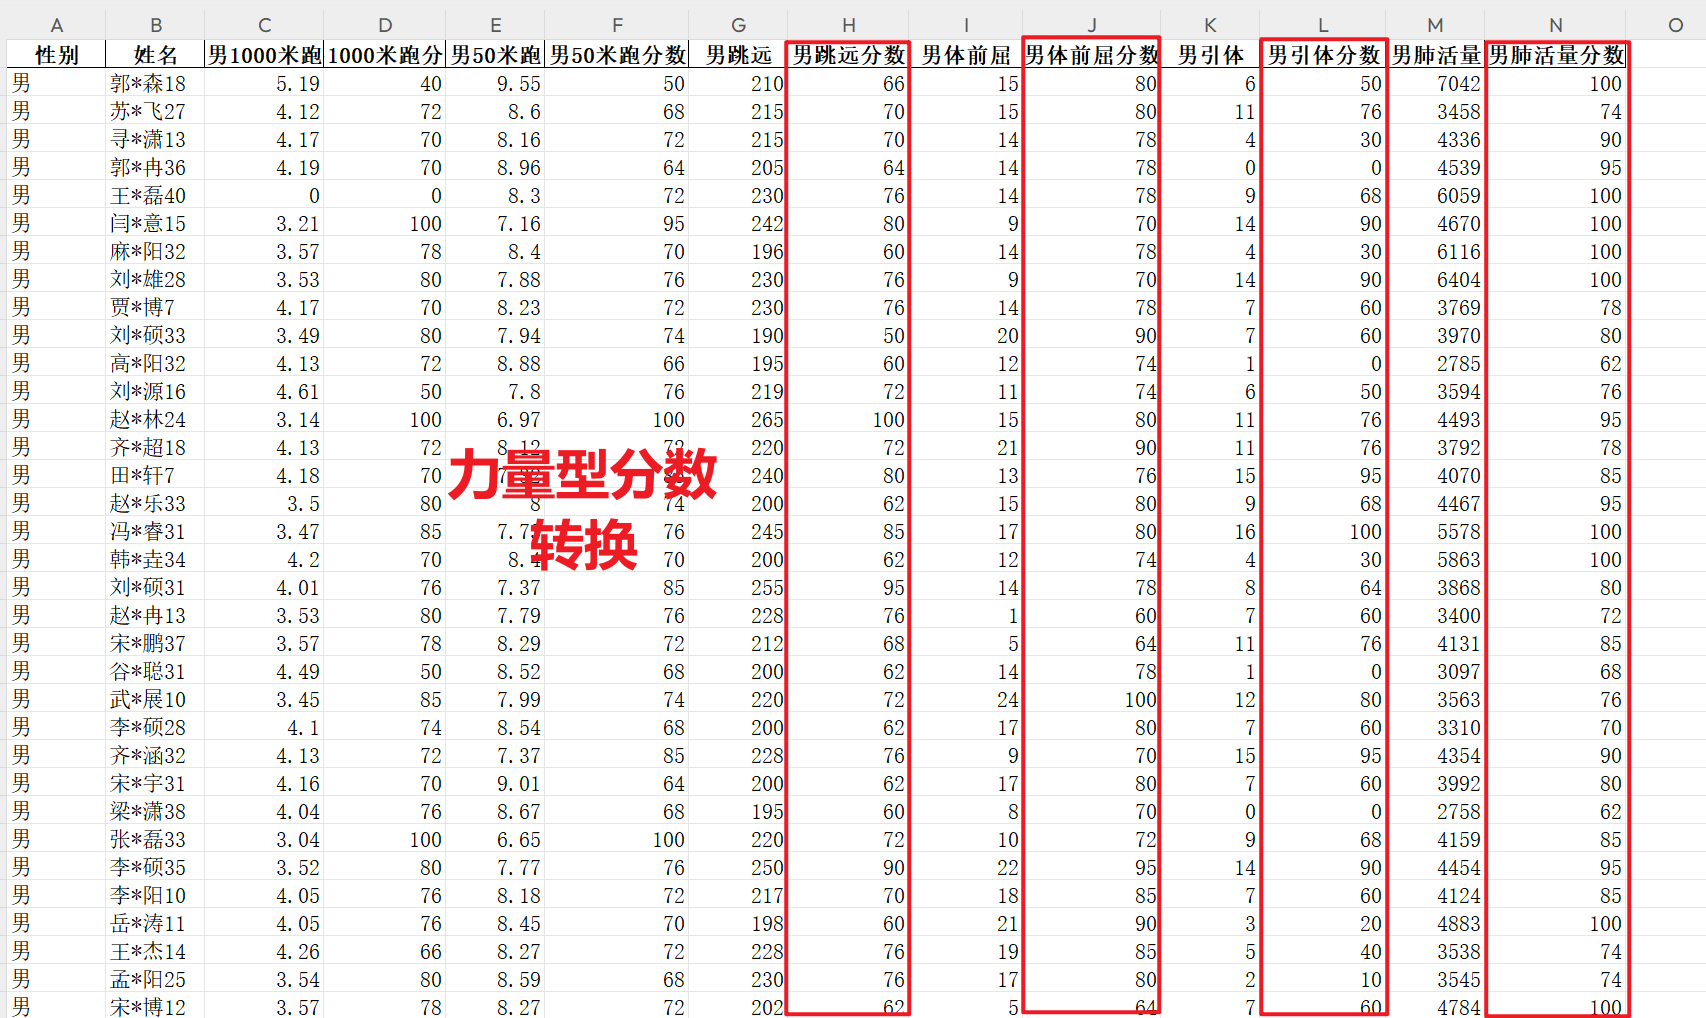 A B C D E F G H I J K L M N O
性别 姓名 男1000米跑 1000米跑分 男50米跑 男50米跑分数 男跳远 男跳远分数 男体前屈 男体前屈分数 男引体 男引体分数 男肺活量 男肺活量分数
男 郭*森18 5.19 40 9.55 50 210 66 15 80 6 50 7042 100
男 苏*飞27 4.12 72 8.6 68 215 70 15 80 11 76 3458 74
男 寻*潇13 4.17 70 8.16 72 215 70 14 78 4 30 4336 90
男 郭*冉36 4.19 70 8.96 64 205 64 14 78 0 0 4539 95
男 王*磊40 0 0 8.3 72 230 76 14 78 9 68 6059 100
男 闫*意15 3.21 100 7.16 95 242 80 9 70 14 90 4670 100
男 麻*阳32 3.57 78 8.4 70 196 60 14 78 4 30 6116 100
男 刘*雄28 3.53 80 7.88 76 230 76 9 70 14 90 6404 100
男 贾*博7 4.17 70 8.23 72 230 76 14 78 7 60 3769 78
男 刘*硕33 3.49 80 7.94 74 190 50 20 90 7 60 3970 80
男 高*阳32 4.13 72 8.88 66 195 60 12 74 1 0 2785 62
男 刘*源16 4.61 50 7.8 76 219 72 11 74 6 50 3594 76
男 赵*林24 3.14 100 6.97 100 265 100 15 80 11 76 4493 95
男 齐*超18 4.13 72 8.12 72 220 72 21 90 11 76 3792 78
力量型分数
男 田*轩7 4.18 70 240 80 13 76 15 95 4070 85
男 赵*乐33 3.5 80 8 74 200 62 15 80 9 68 4467 95
转换
男 冯*睿31 3.47 85 76 245 85 17 80 16 100 5578 100
男 韩*垚34 4.2 70 8.4 70 200 62 12 74 4 30 5863 100
男 刘*硕31 4.01 76 7.37 85 255 95 14 78 8 64 3868 80
男 赵*冉13 3.53 80 7.79 76 228 76 1 60 7 60 3400 72
男 宋*鹏37 3.57 78 8.29 72 212 68 5 64 11 76 4131 85
男 谷*聪31 4.49 50 8.52 68 200 62 14 78 1 0 3097 68
男 武*展10 3.45 85 7.99 74 220 72 24 100 12 80 3563 76
男 李*硕28 4.1 74 8.54 68 200 62 17 80 7 60 3310 70
男 齐*涵32 4.13 72 7.37 85 228 76 9 70 15 95 4354 90
男 宋*宇31 4.16 70 9.01 64 200 62 17 80 7 60 3992 80
男 梁*潇38 4.04 76 8.67 68 195 60 8 70 0 0 2758 62
男 张*磊33 3.04 100 6.65 100 220 72 10 72 9 68 4159 85
男 李*硕35 3.52 80 7.77 76 250 90 22 95 14 90 4454 95
男 李*阳10 4.05 76 8.18 72 217 70 18 85 7 60 4124 85
男 岳*涛11 4.05 76 8.45 70 198 60 21 90 3 20 4883 100
男 王*杰14 4.26 66 8.27 72 228 76 19 85 5 40 3538 74
男 孟*阳25 3.54 80 8.59 68 230 76 17 80 2 10 3545 74
男 宋*博12 3.57 78 8.27 72 202 62 5 64 7 60 4784 100